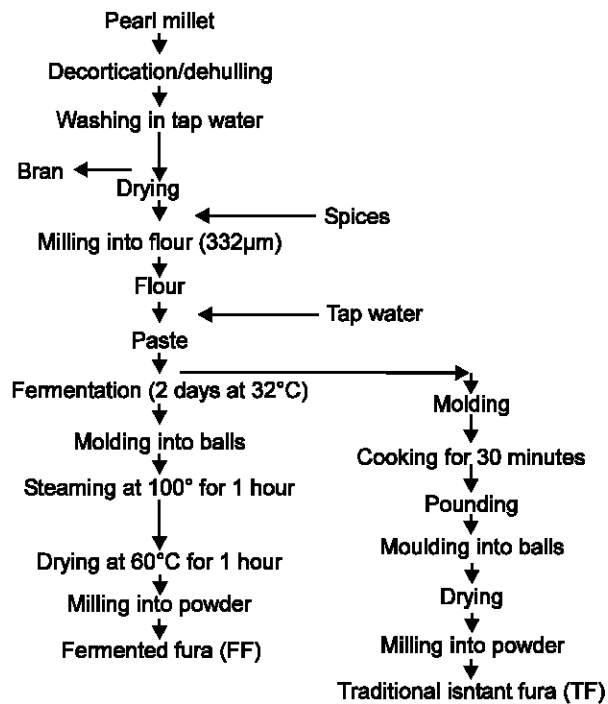 Pearl millet
Decortication/dehulling
Washing in tap water
Bran
Drying
Spices
Milling into flour (332µm)
Flour
Tap water
Paste
Fermentation (2 days at 32°C)
Molding into balls
Steaming at 100° for 1 hour
Drying at 60°C for 1 hour
Milling into powder
Fermented fura (FF)
Molding
Cooking for 30 minutes
Pounding
Moulding into balls
Drying
Milling into powder
Traditional isntant fura (TF)